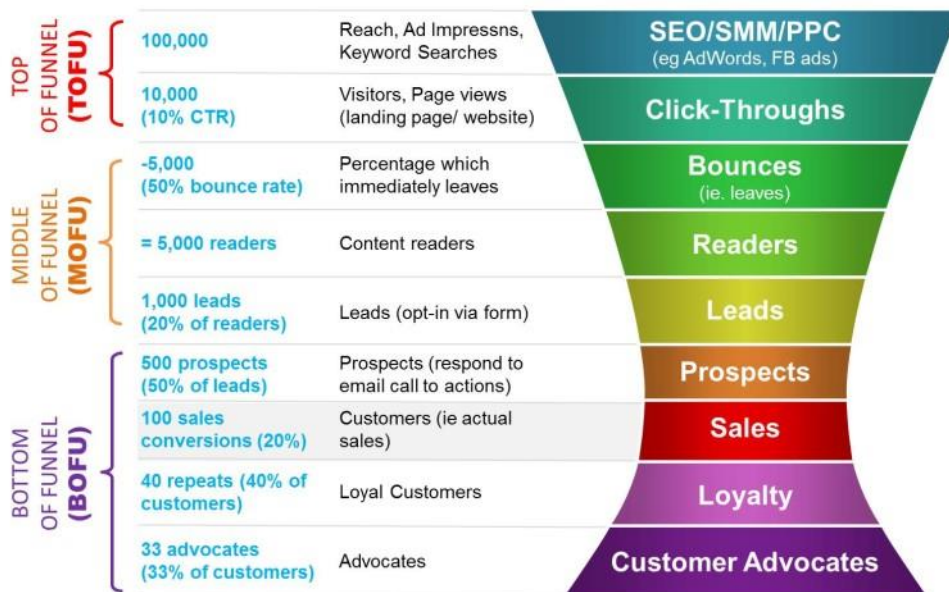 TOP
OF FUNNEL
(TOFU)
100,000
Reach, Ad Impressns,
Keyword Searches
SEO/SMM/PPC
(eg AdWords, FB ads)
10,000
(10% CTR)
Visitors, Page views
(landing page/ website)
Click-Throughs
MIDDLE
OF FUNNEL
(MOFU)
-5,000
(50% bounce rate)
Percentage which
immediately leaves
Bounces
(ie. leaves)
= 5,000 readers
Content readers
Readers
1,000 leads
(20% of readers)
Leads (opt-in via form)
Leads
BOTTOM
OF FUNNEL
(BOFU)
500 prospects
(50% of leads)
Prospects (respond to
email call to actions)
Prospects
100 sales
conversions (20%)
Customers (ie actual
sales)
Sales
40 repeats (40% of
customers)
Loyal Customers
Loyalty
33 advocates
(33% of customers)
Advocates
Customer Advocates